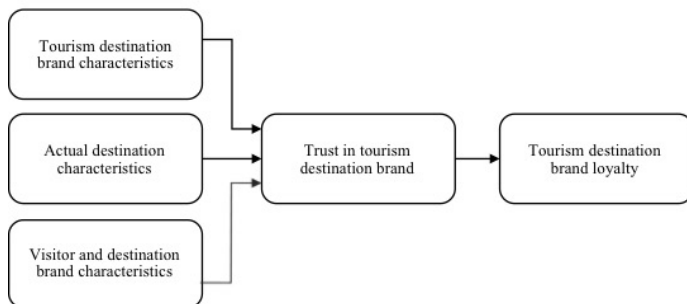 Tourism destination
brand characteristics
Actual destination
characteristics
Visitor and destination
brand characteristics
Trust in tourism
destination brand
Tourism destination
brand loyalty